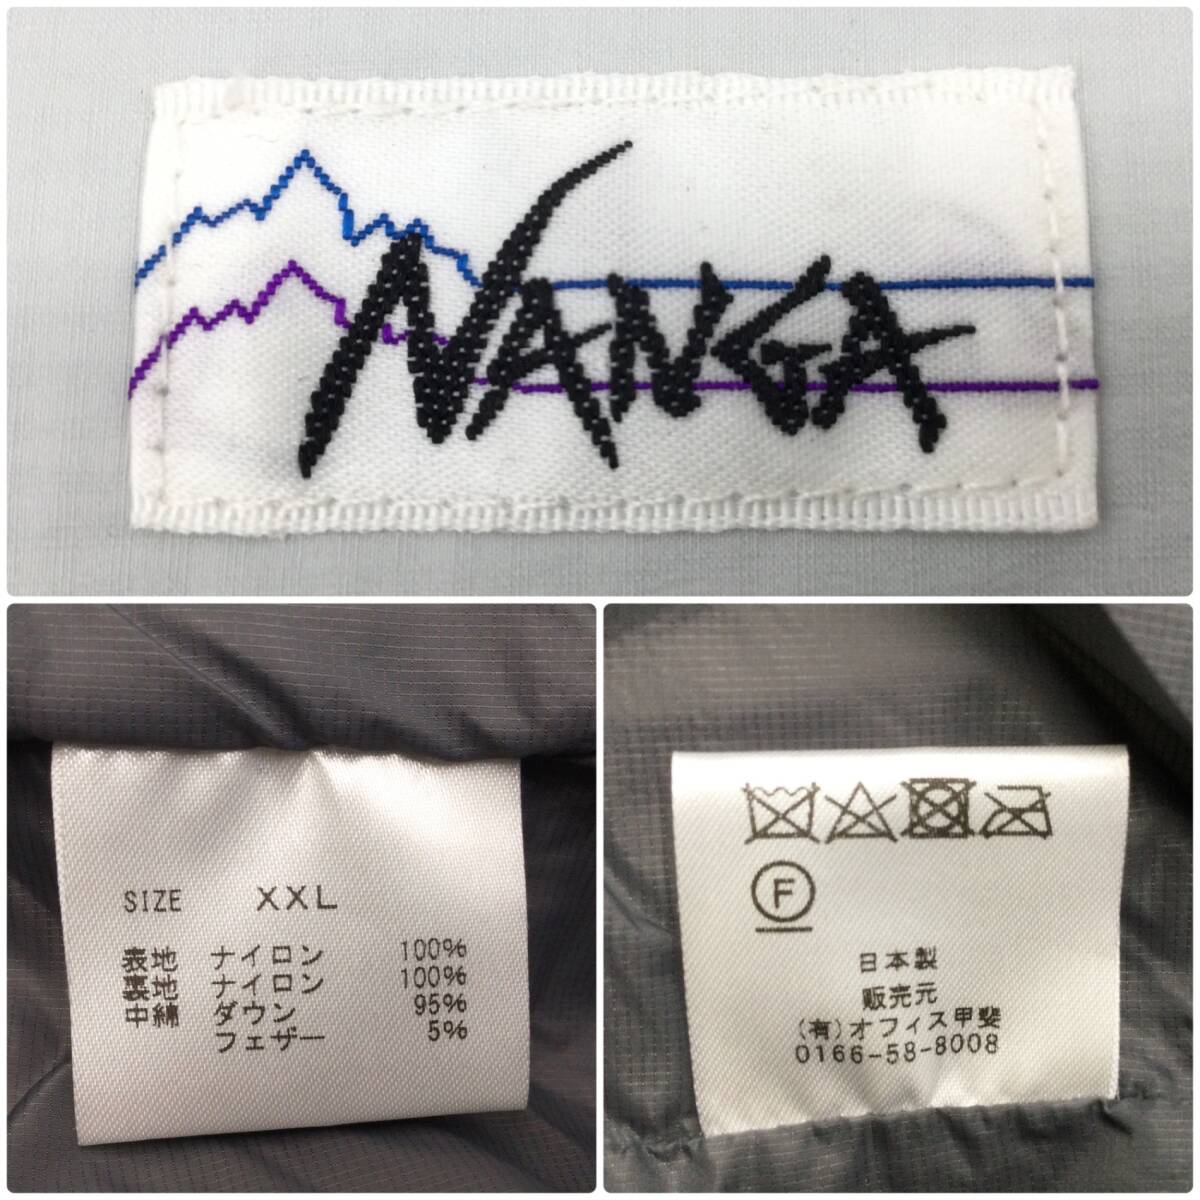 NANGA
SIZE XXL
表地 ナイロン 100%
裏地 ナイロン 100%
中綿 ダウン 95%
フェザー 5%
F
日本製
販売元
(有)オフィス甲斐
0166-58-8008